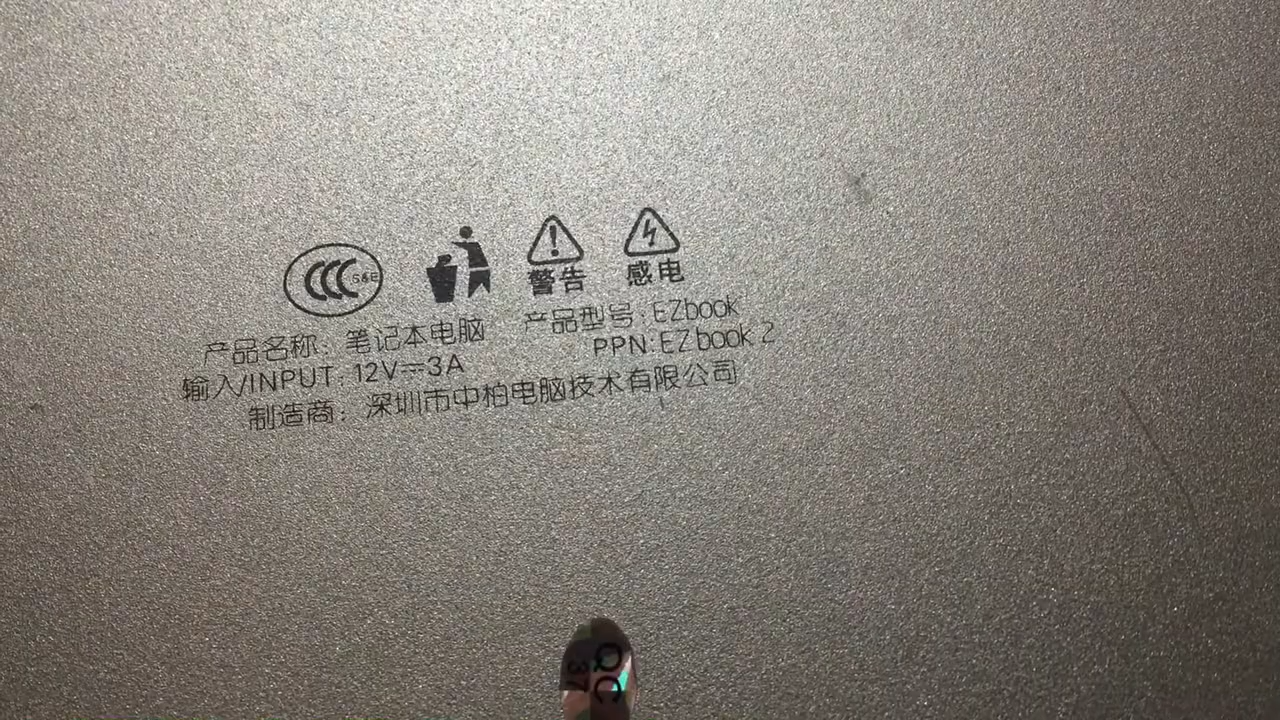 CCC S&E
警告 感电
产品名称: 笔记本电脑 产品型号: EZbook
输入/INPUT: 12V⎓3A PPN: EZbook 2
制造商: 深圳市中柏电脑技术有限公司
QC
37